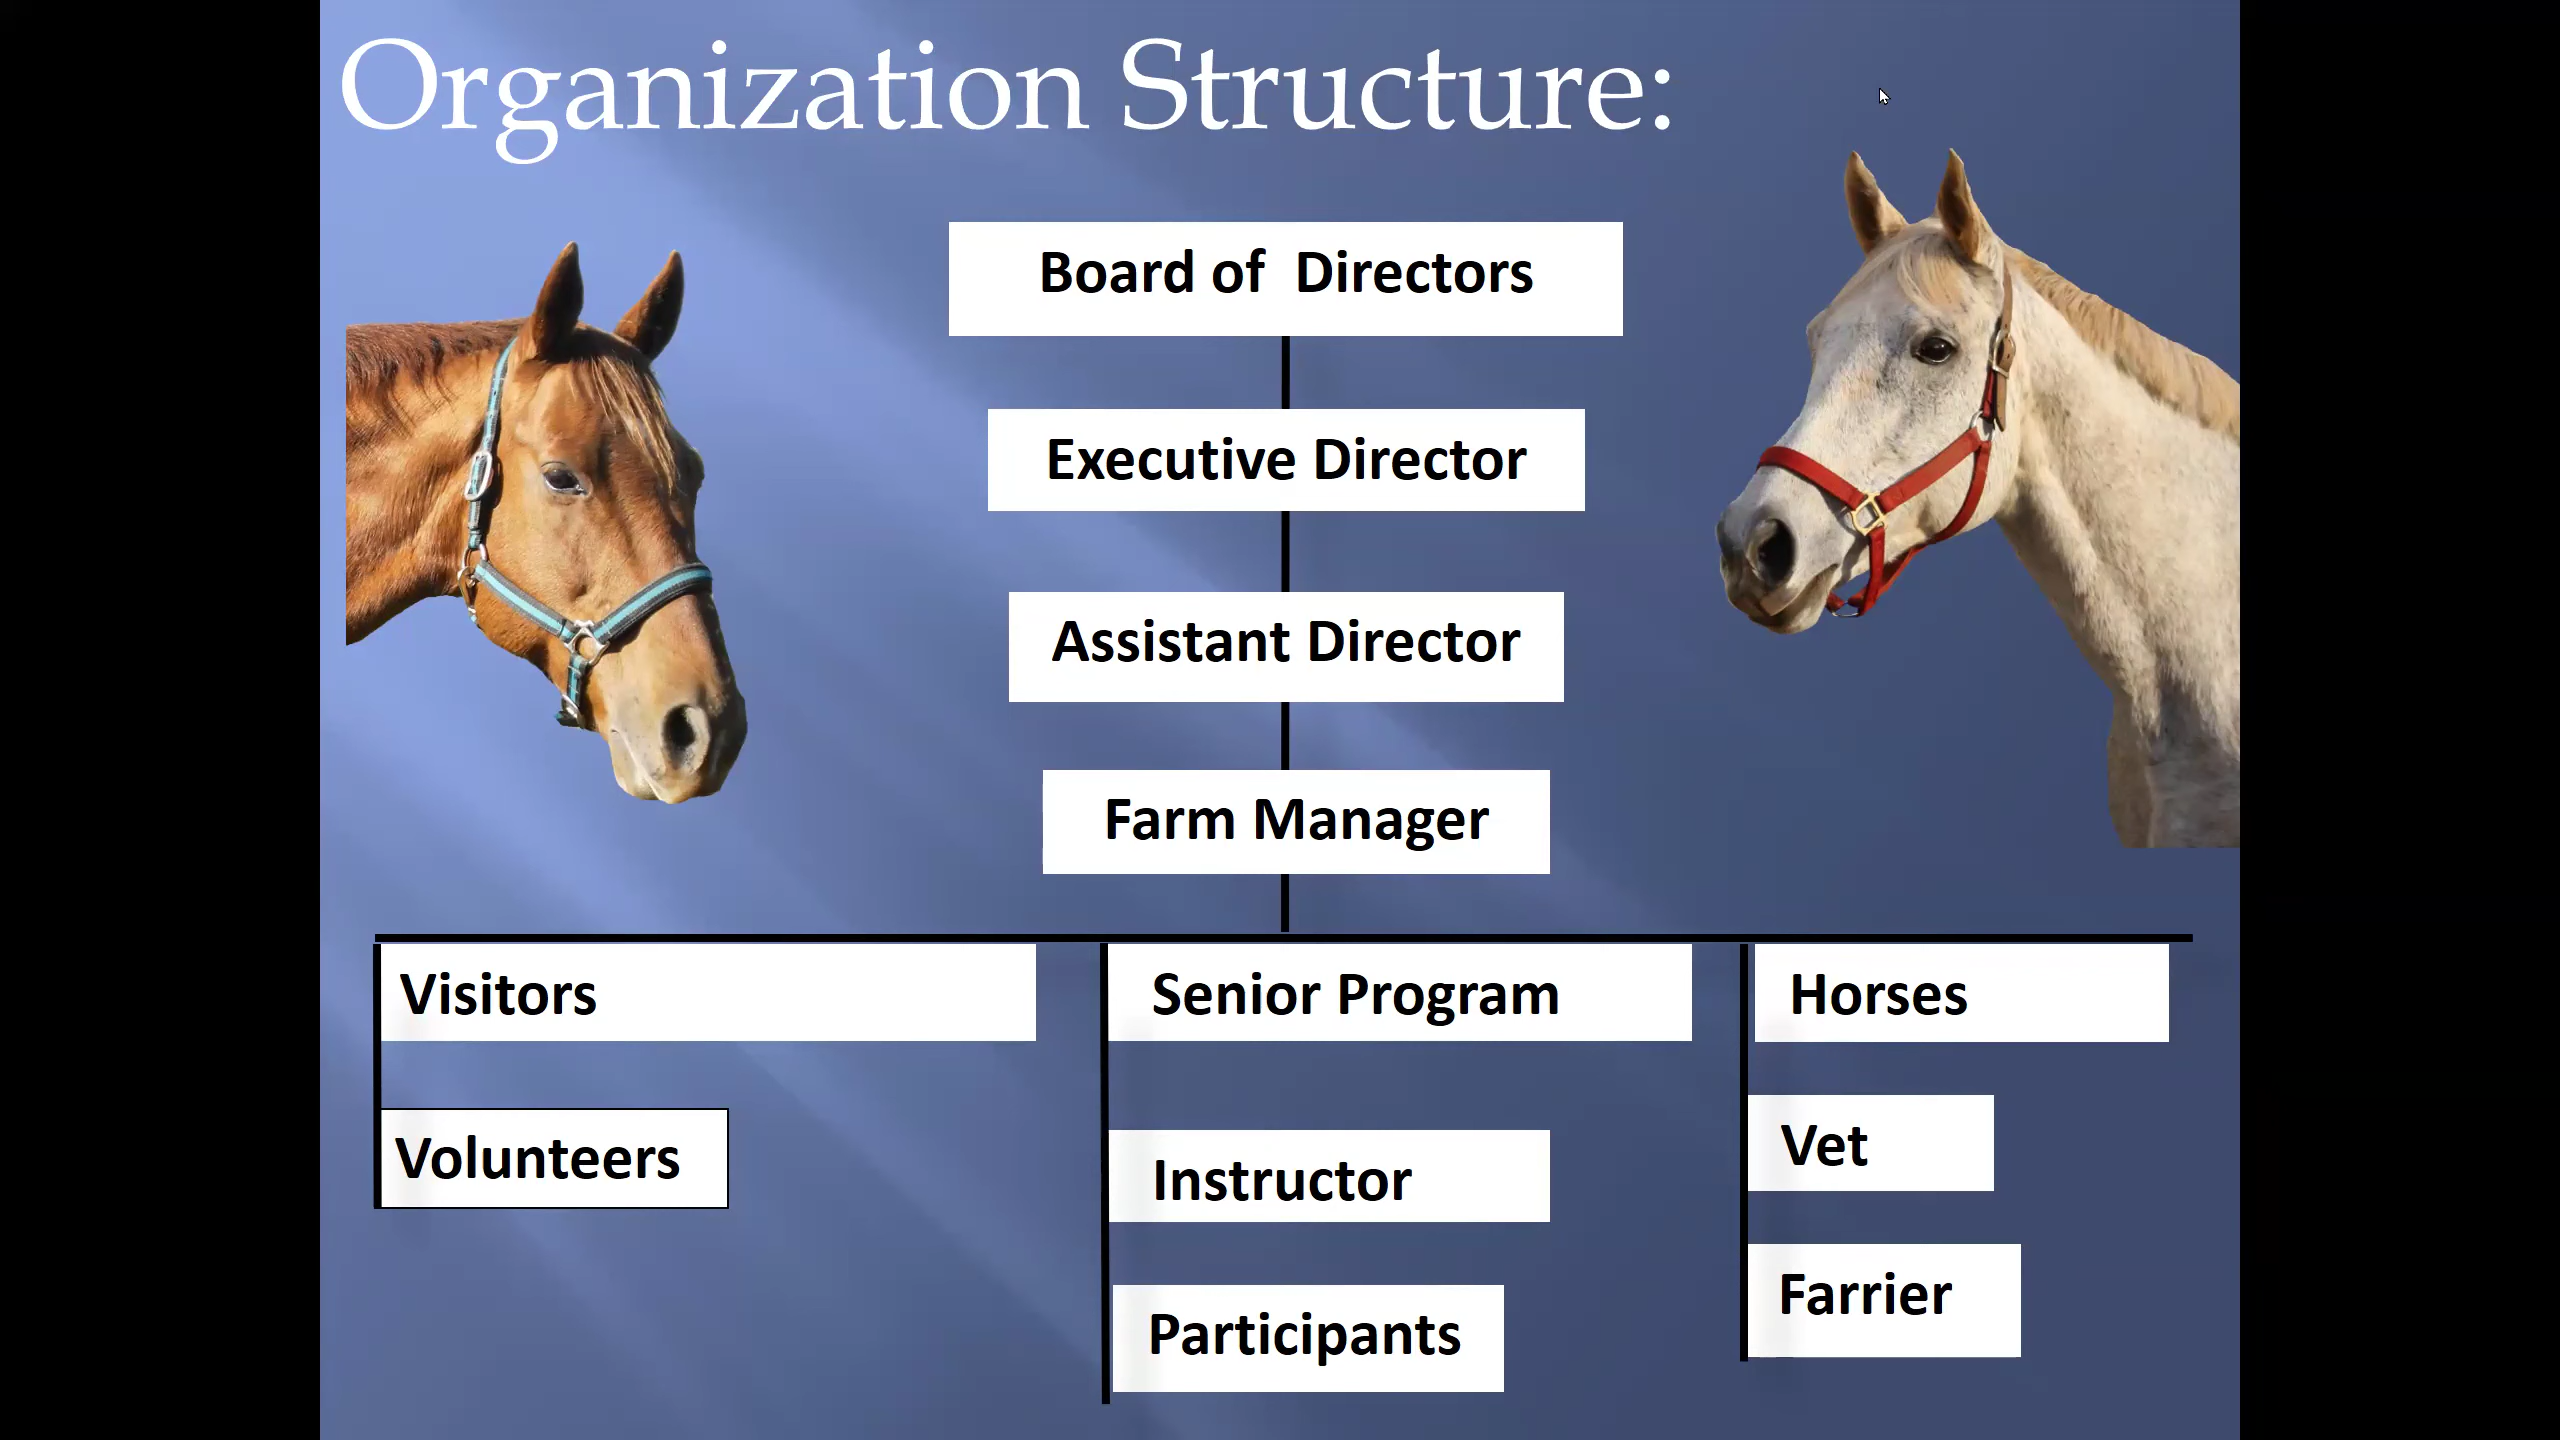 Organization Structure:
Board of  Directors
Executive Director
Assistant Director
Farm Manager
Visitors
Volunteers
Senior Program
Instructor
Participants
Horses
Vet
Farrier